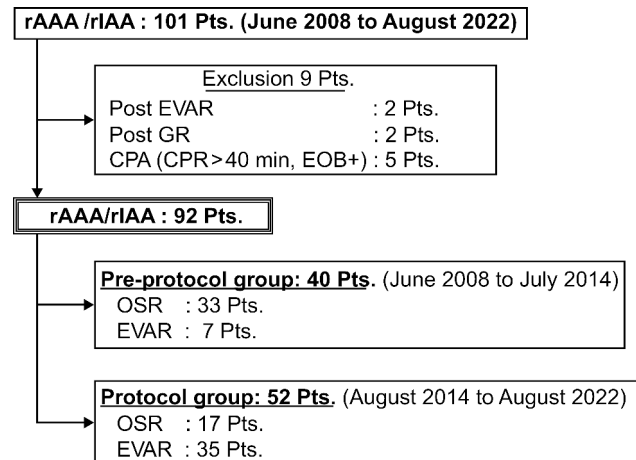 rAAA /rIAA : 101 Pts. (June 2008 to August 2022)
Exclusion 9 Pts.
Post EVAR : 2 Pts.
Post GR : 2 Pts.
CPA (CPR>40 min, EOB+) : 5 Pts.
rAAA/rIAA : 92 Pts.
Pre-protocol group: 40 Pts. (June 2008 to July 2014)
OSR : 33 Pts.
EVAR : 7 Pts.
Protocol group: 52 Pts. (August 2014 to August 2022)
OSR : 17 Pts.
EVAR : 35 Pts.